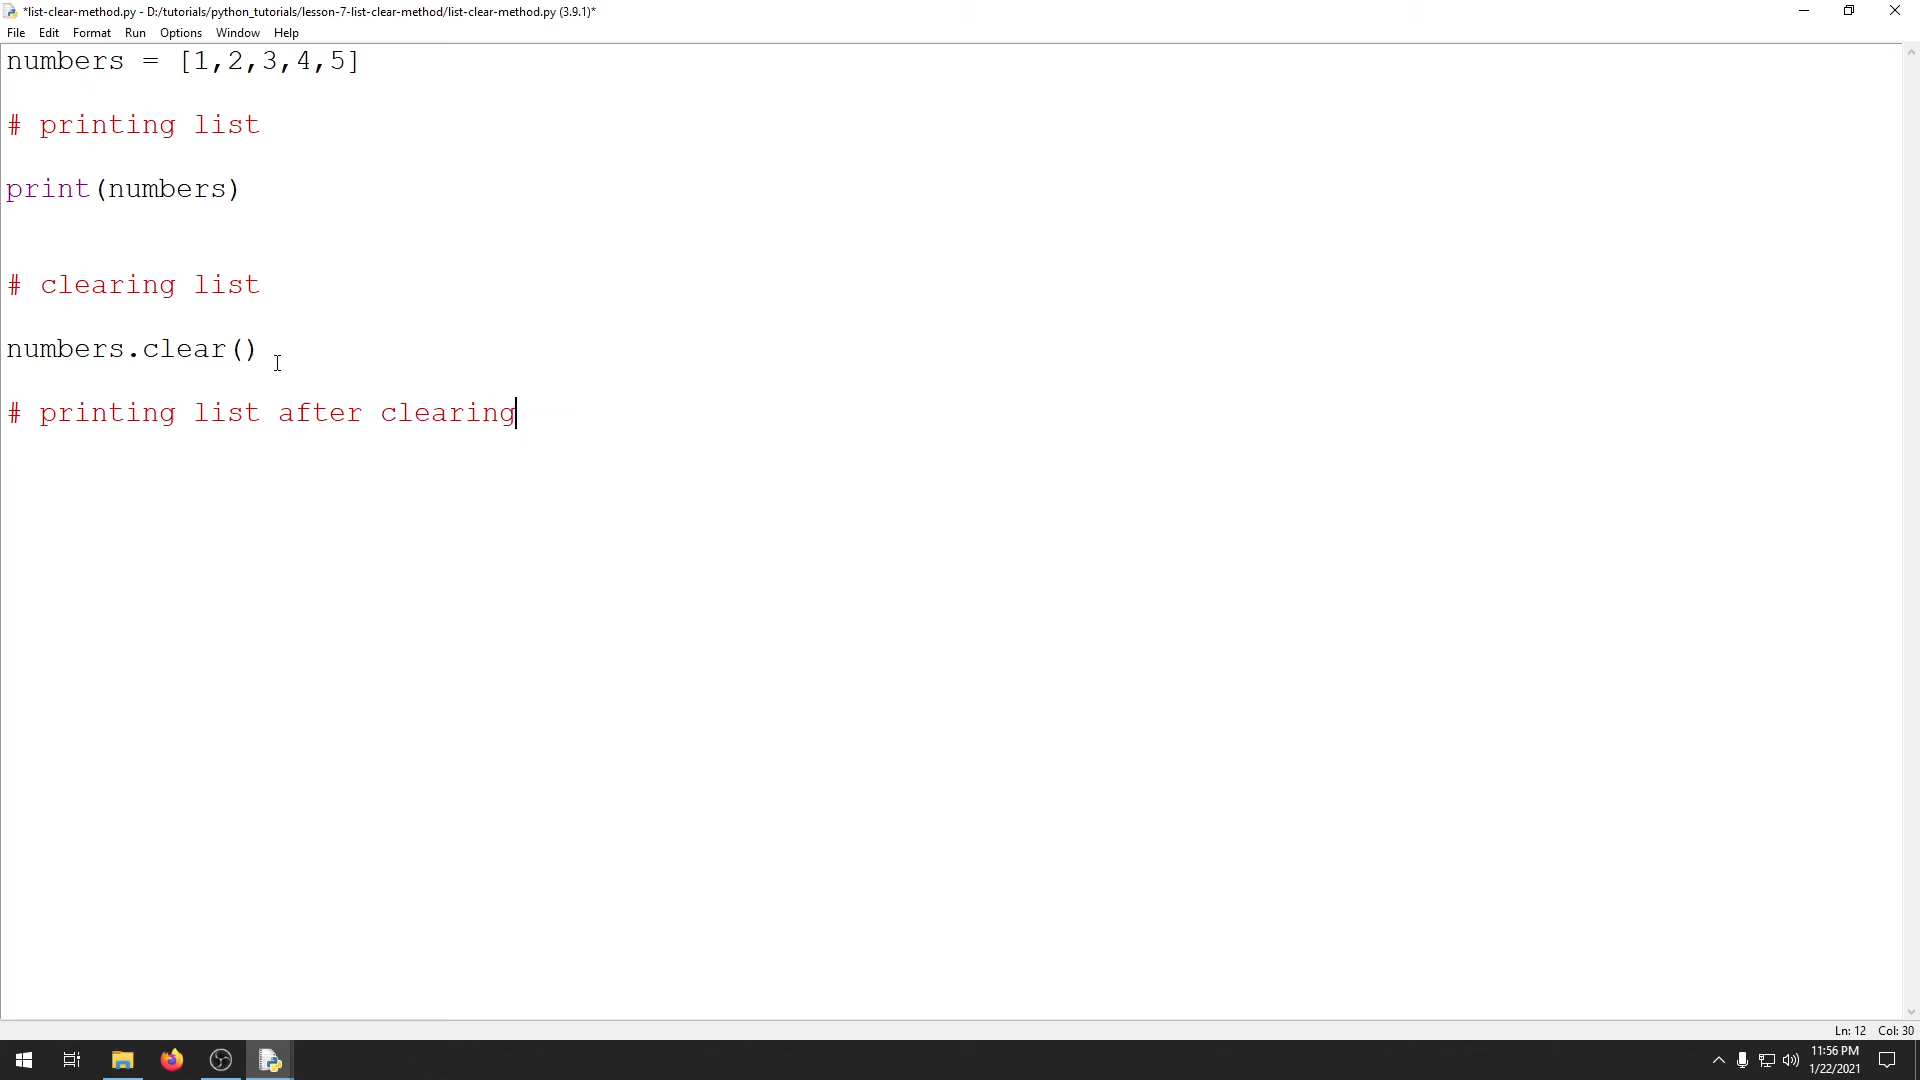 *list-clear-method.py - D:/tutorials/python_tutorials/lesson-7-list-clear-method/list-clear-method.py (3.9.1)*
File Edit Format Run Options Window Help
numbers = [1,2,3,4,5]
# printing list
print(numbers)
# clearing list
numbers.clear()
# printing list after clearing
Ln: 12 Col: 30
11:56 PM
1/22/2021